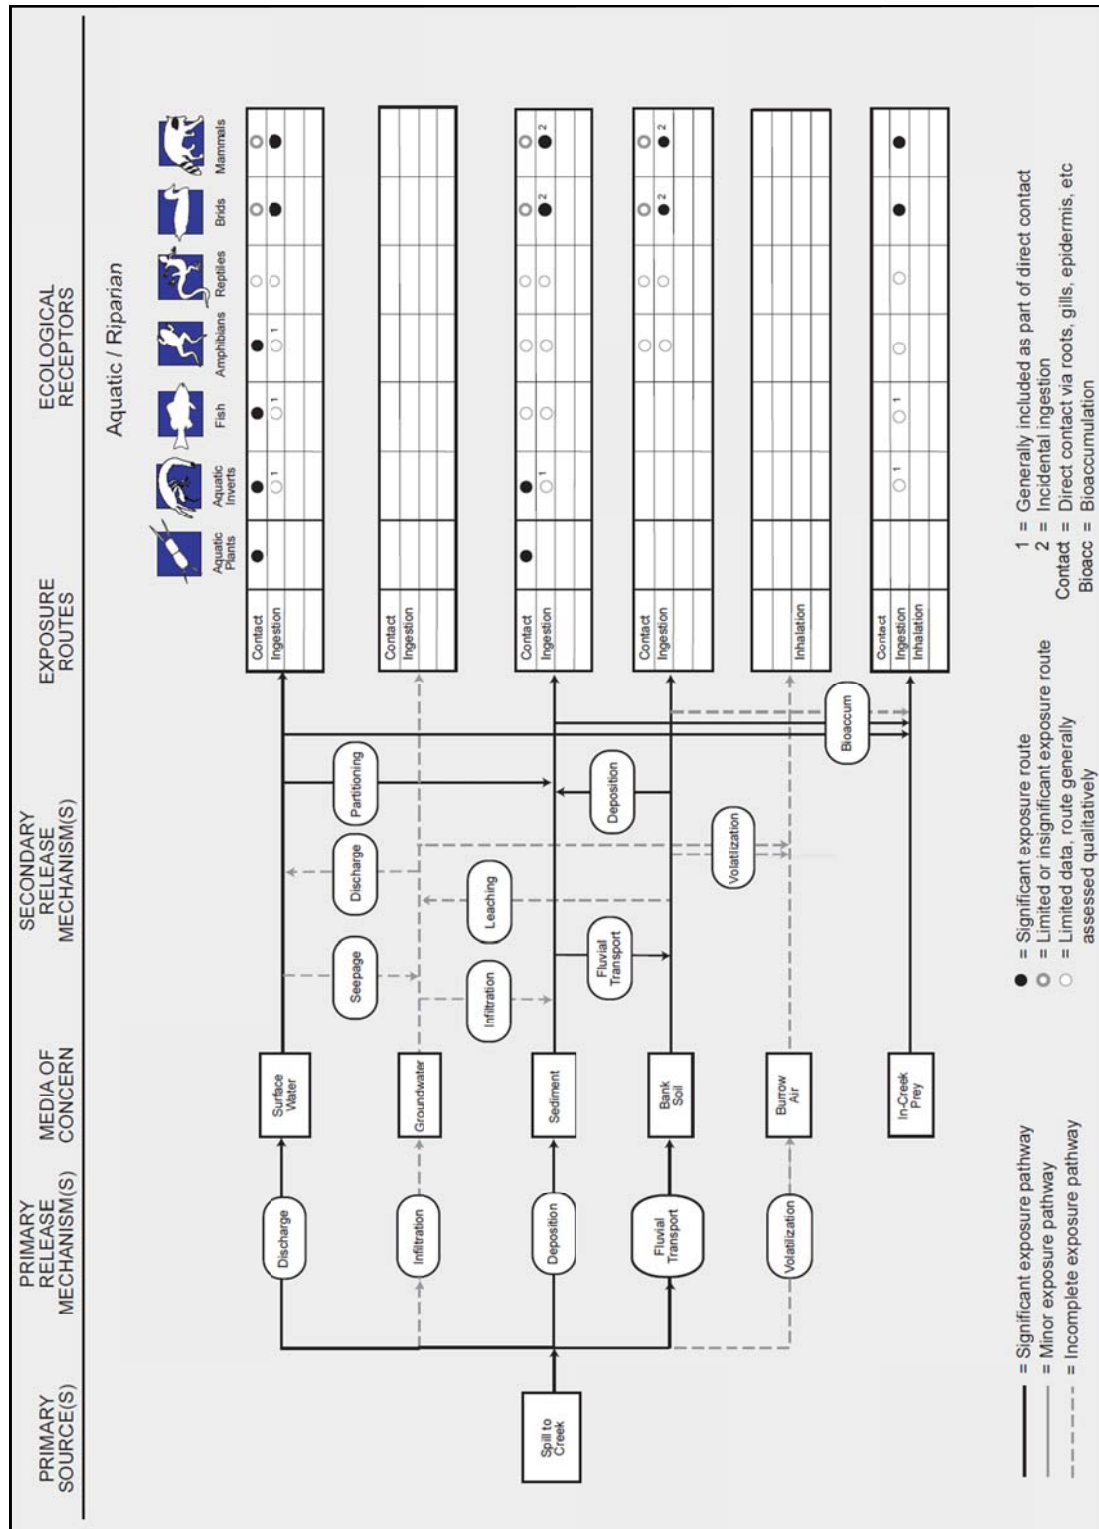 PRIMARY
SOURCE(S)
PRIMARY
RELEASE
MECHANISM(S)
MEDIA OF
CONCERN
SECONDARY
RELEASE
MECHANISM(S)
EXPOSURE
ROUTES
ECOLOGICAL
RECEPTORS
Aquatic / Riparian
Aquatic
Plants
Aquatic
Inverts
Fish
Amphibians
Reptiles
Brids
Mammals
Spill to
Creek
Discharge
Surface
Water
Seepage
Discharge
Partitioning
Contact
Ingestion
1
1
1
Infiltration
Groundwater
Infiltration
Leaching
Contact
Ingestion
Deposition
Sediment
Fluvial
Transport
Deposition
Contact
Ingestion
1
2
2
Fluvial
Transport
Bank
Soil
Contact
Ingestion
2
2
Volatilization
Burrow
Air
Volatilization
Inhalation
In-Creek
Prey
Bioaccum
Contact
Ingestion
Inhalation
1
1
= Significant exposure pathway
= Minor exposure pathway
= Incomplete exposure pathway
= Significant exposure route
= Limited or insignificant exposure route
= Limited data, route generally
assessed qualitatively
1 = Generally included as part of direct contact
2 = Incidental ingestion
Contact = Direct contact via roots, gills, epidermis, etc
Bioacc = Bioaccumulation